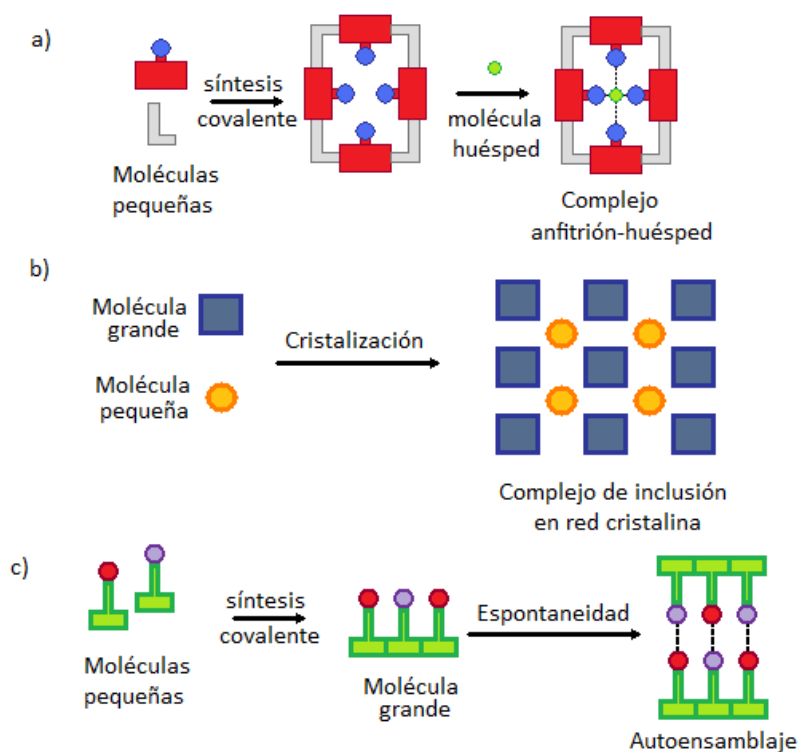 a)
síntesis
covalente
molécula
huésped
Moléculas
pequeñas
Complejo
anfitrión-huésped
b)
Molécula
grande
Cristalización
Molécula
pequeña
Complejo de inclusión
en red cristalina
c)
síntesis
covalente
Espontaneidad
Moléculas
pequeñas
Molécula
grande
Autoensamblaje